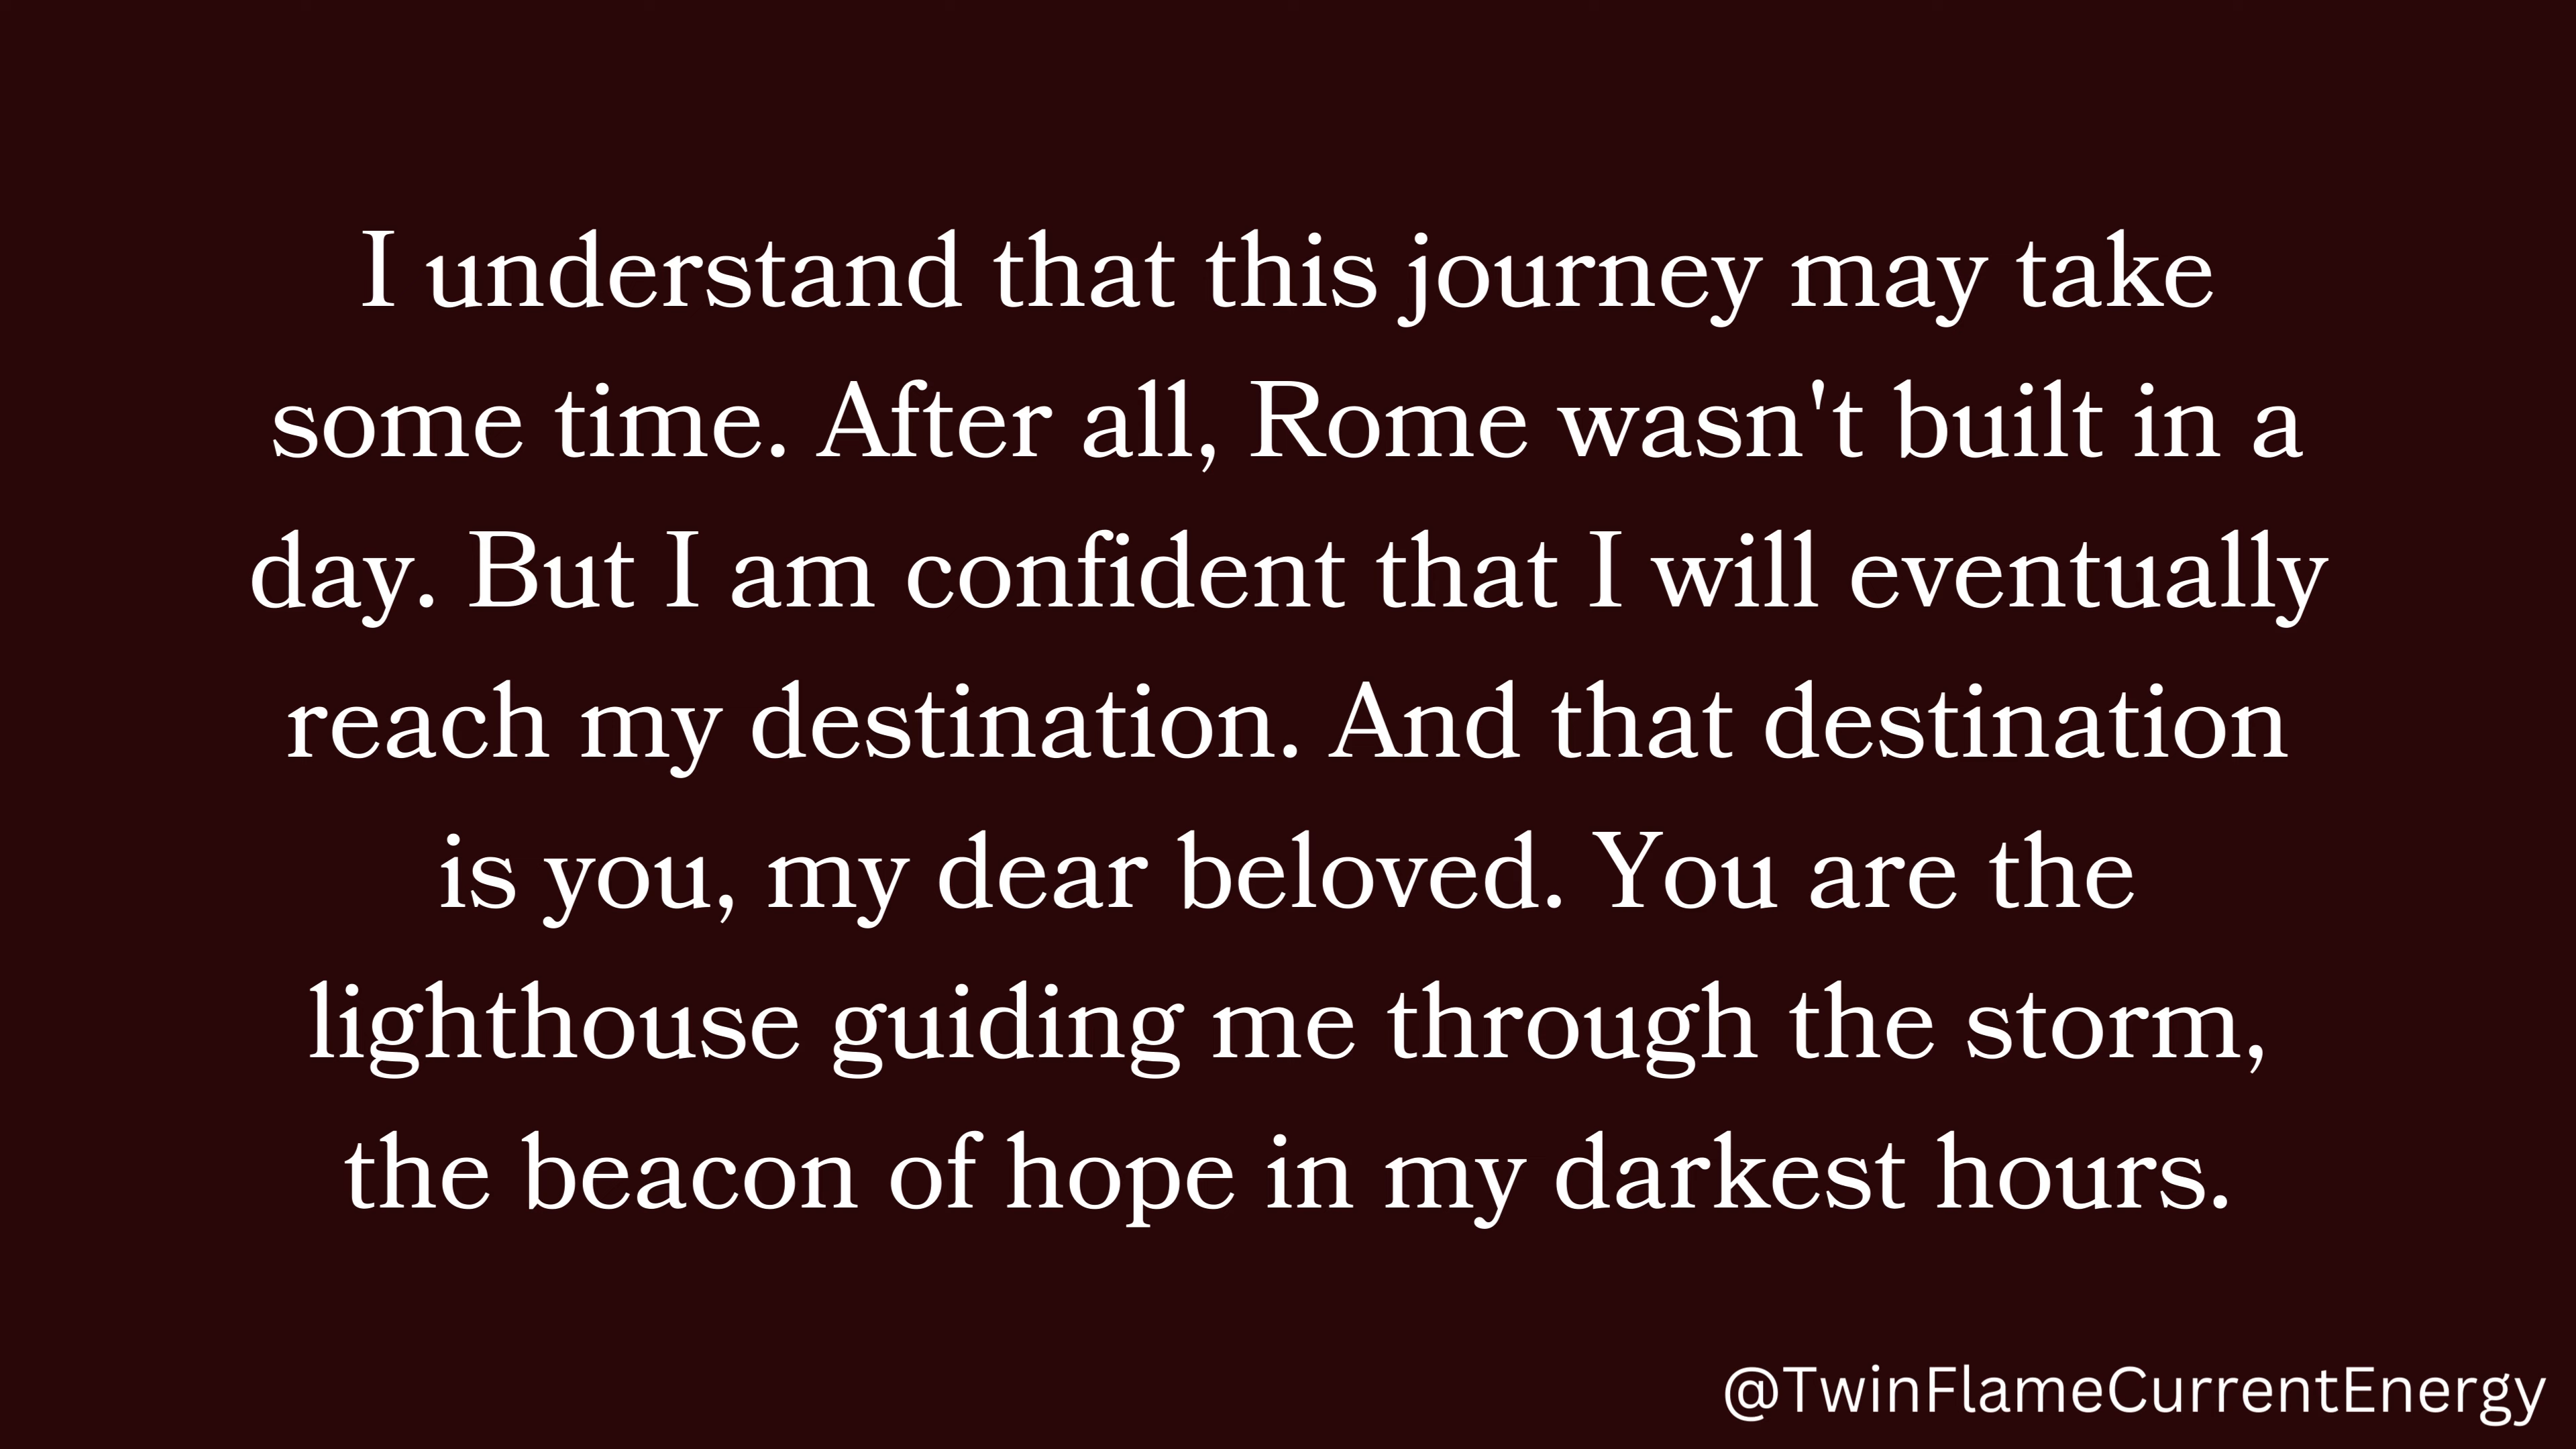 I understand that this journey may take
some time. After all, Rome wasn't built in a
day. But I am confident that I will eventually
reach my destination. And that destination
is you, my dear beloved. You are the
lighthouse guiding me through the storm,
the beacon of hope in my darkest hours.
@TwinFlameCurrentEnergy